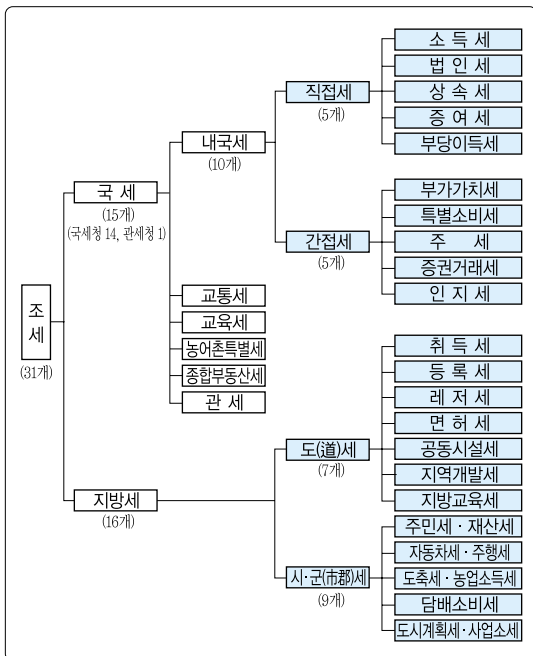 조
세
(31개)
국 세
(15개)
(국세청 14, 관세청 1)
내국세
(10개)
직접세
(5개)
소 득 세
법 인 세
상 속 세
증 여 세
부당이득세
간접세
(5개)
부가가치세
특별소비세
주 세
증권거래세
인 지 세
교통세
교육세
농어촌특별세
종합부동산세
관 세
지방세
(16개)
도(道)세
(7개)
취 득 세
등 록 세
레 저 세
면 허 세
공동시설세
지역개발세
지방교육세
시·군(市郡)세
(9개)
주민세·재산세
자동차세·주행세
도축세·농업소득세
담배소비세
도시계획세·사업소세